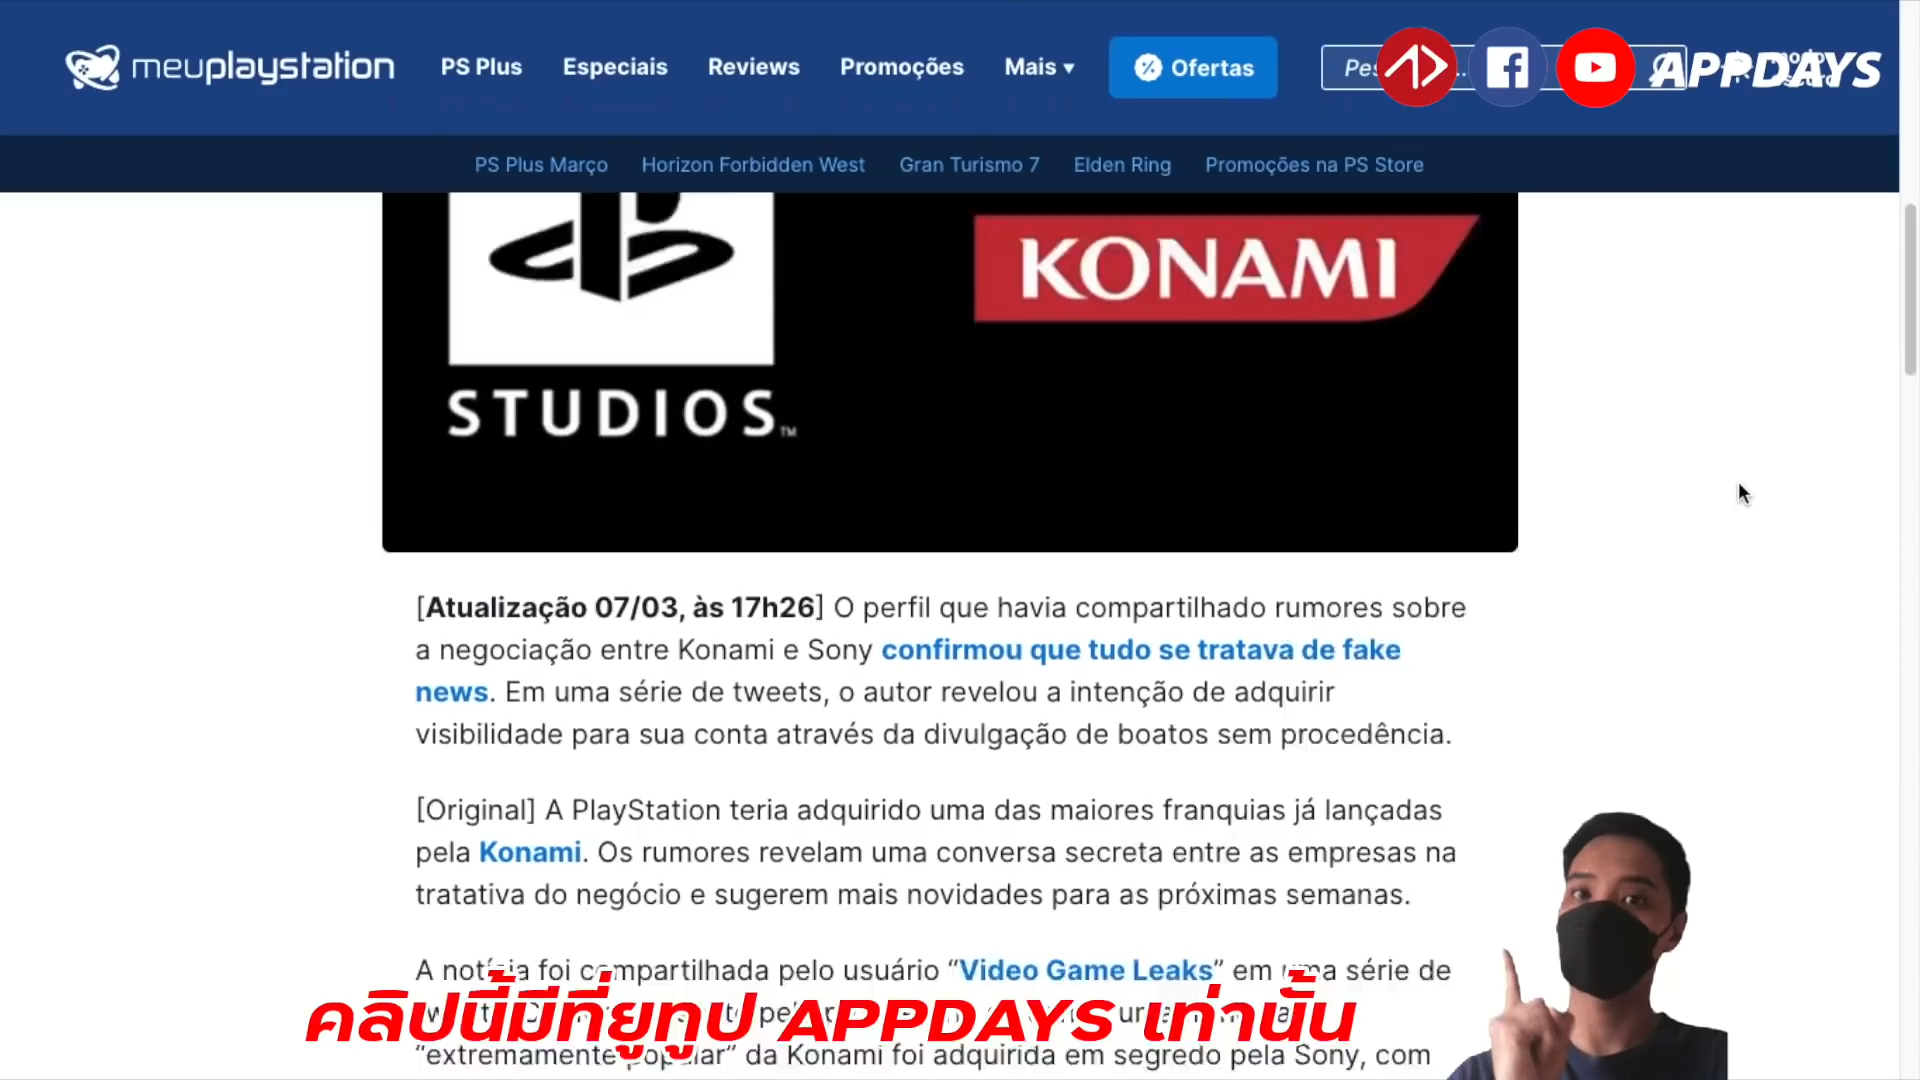 meuplaystation PS Plus Especiais Reviews Promoções Mais ▾ Ofertas APPDAYS
PS Plus Março Horizon Forbidden West Gran Turismo 7 Elden Ring Promoções na PS Store
KONAMI
STUDIOS™
[Atualização 07/03, às 17h26] O perfil que havia compartilhado rumores sobre
a negociação entre Konami e Sony confirmou que tudo se tratava de fake
news. Em uma série de tweets, o autor revelou a intenção de adquirir
visibilidade para sua conta através da divulgação de boatos sem procedência.
[Original] A PlayStation teria adquirido uma das maiores franquias já lançadas
pela Konami. Os rumores revelam uma conversa secreta entre as empresas na
tratativa do negócio e sugerem mais novidades para as próximas semanas.
A notícia foi compartilhada pelo usuário “Video Game Leaks” em uma série de
คลิปนี้มีที่ยูทูป APPDAYS เท่านั้น
“extremamente popular” da Konami foi adquirida em segredo pela Sony, com